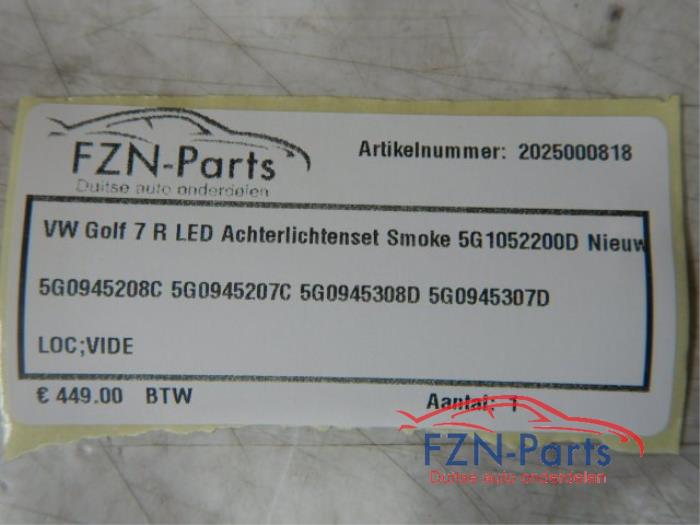 FZN-Parts
Duitse auto onderdelen
Artikelnummer: 2025000818
VW Golf 7 R LED Achterlichtenset Smoke 5G1052200D Nieuw
5G0945208C 5G0945207C 5G0945308D 5G0945307D
LOC;VIDE
€ 449.00 BTW
Aantal: 1
FZN-Parts
Duitse auto onderdelen